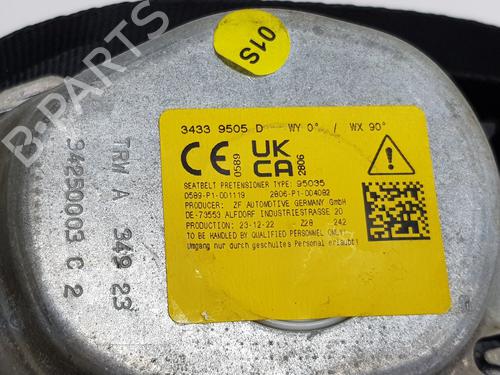 01S
3433 9505 D WY 0° / WX 90°
CE 0589 UK CA 2806
SEATBELT PRETENSIONER TYPE: 95035
0589-P1-001119 2806-P1-004082
PRODUCER: ZF AUTOMOTIVE GERMANY GmbH
DE-73553 ALFDORF INDUSTRIESTRASSE 20
PRODUCTION: 23-12-22 Z28 242
TO BE HANDLED BY QUALIFIED PERSONNEL ONLY!
Umgang nur durch geschultes Personal erlaubt!
TRW A 349 23
34250003 C 2
B-PARTS